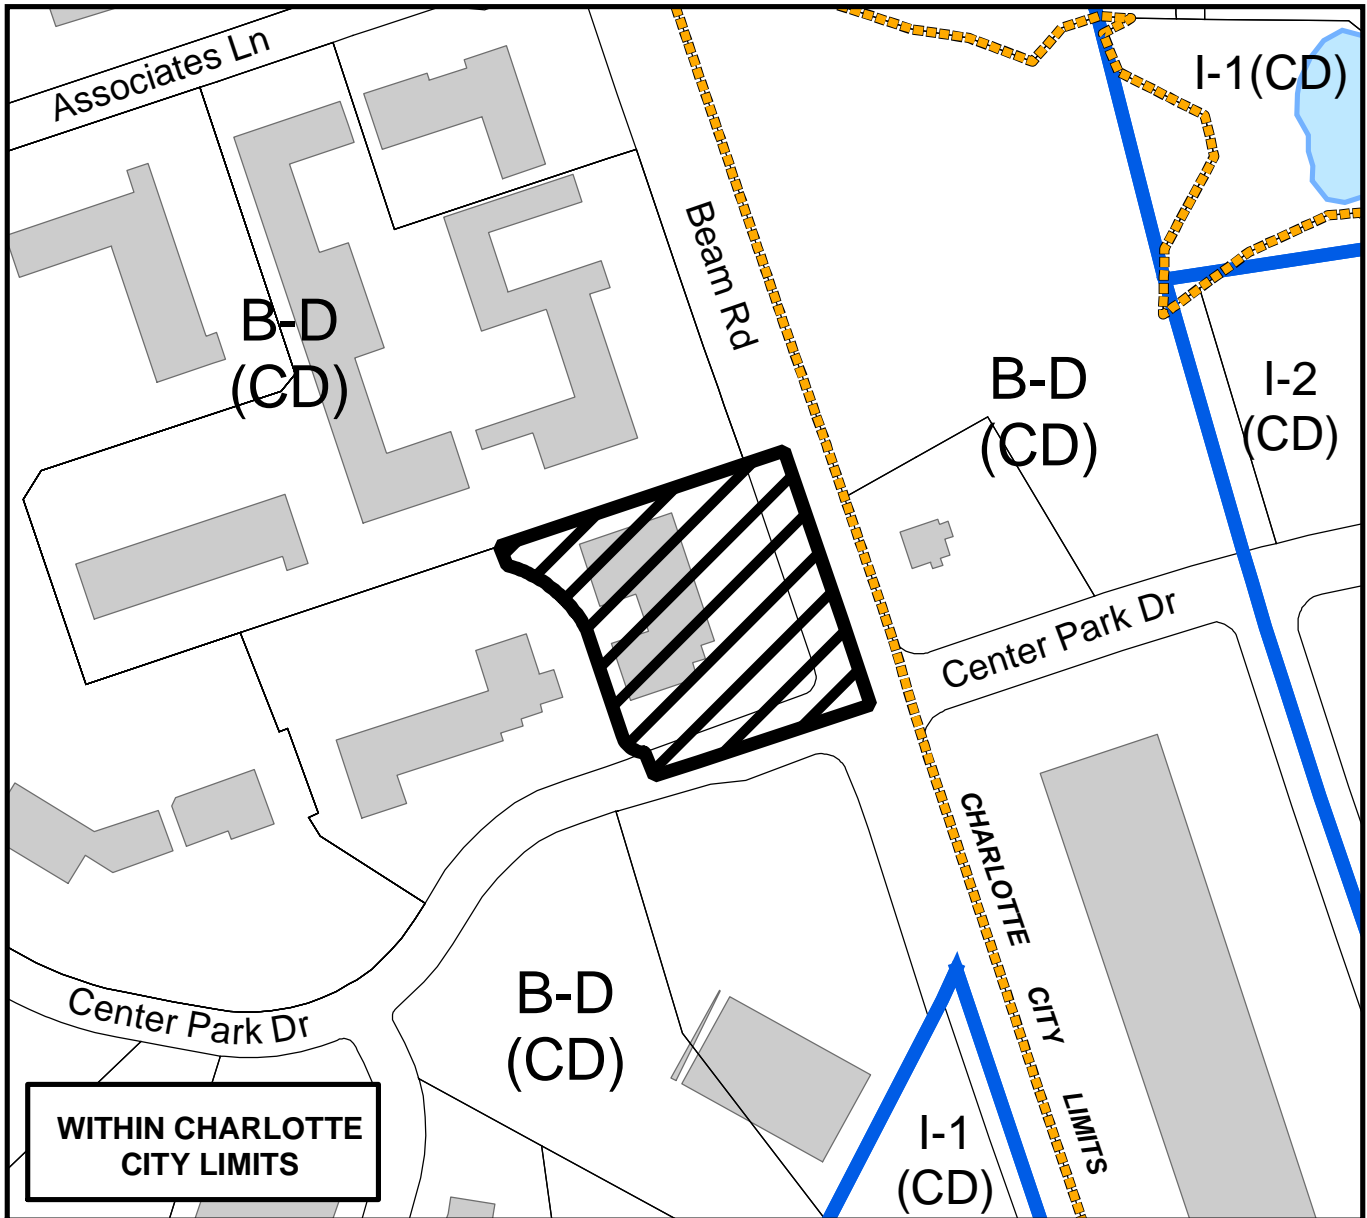 Associates Ln
I-1(CD)
Beam Rd
B-D
(CD)
B-D
(CD)
I-2
(CD)
Center Park Dr
CHARLOTTE CITY LIMITS
B-D
(CD)
Center Park Dr
I-1
(CD)
WITHIN CHARLOTTE
CITY LIMITS